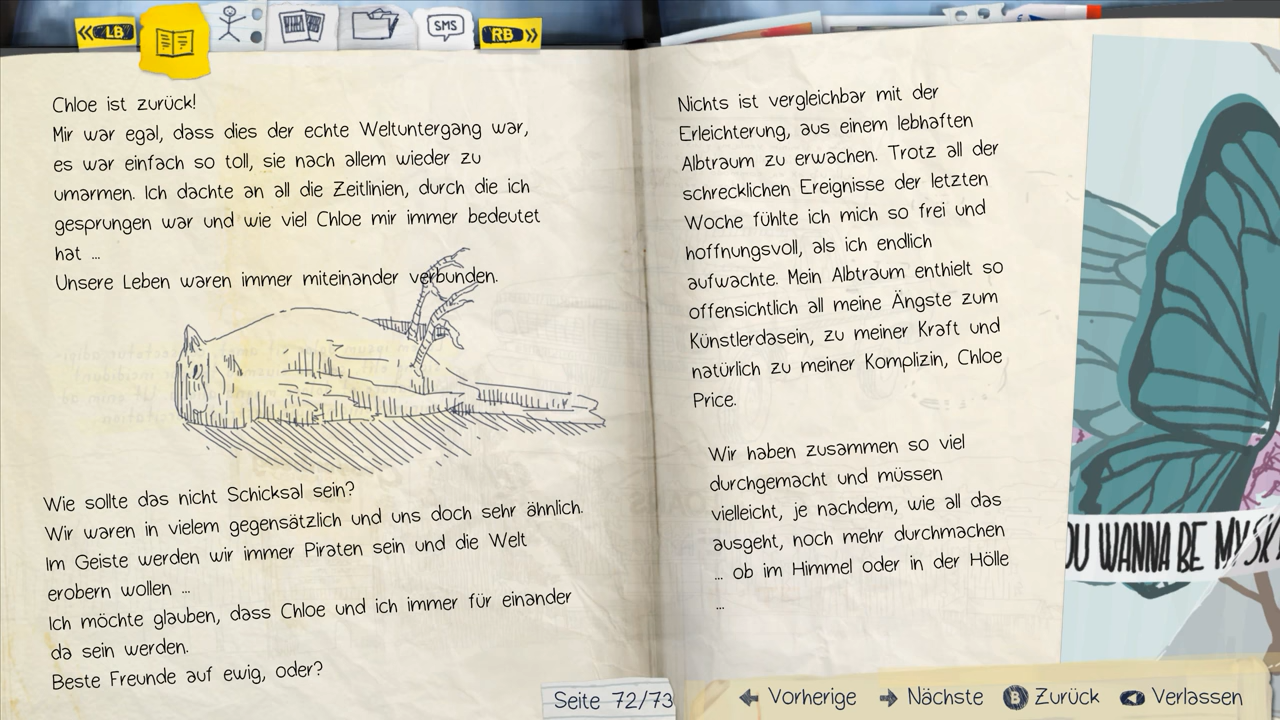 LB
SMS
RB
Chloe ist zurück!
Mir war egal, dass dies der echte Weltuntergang war,
es war einfach so toll, sie nach allem wieder zu
umarmen. Ich dachte an all die Zeitlinien, durch die ich
gesprungen war und wie viel Chloe mir immer bedeutet
hat ...
Unsere Leben waren immer miteinander verbunden.
Wie sollte das nicht Schicksal sein?
Wir waren in vielem gegensätzlich und uns doch sehr ähnlich.
Im Geiste werden wir immer Piraten sein und die Welt
erobern wollen ...
Ich möchte glauben, dass Chloe und ich immer für einander
da sein werden.
Beste Freunde auf ewig, oder?
Nichts ist vergleichbar mit der
Erleichterung, aus einem lebhaften
Albtraum zu erwachen. Trotz all der
schrecklichen Ereignisse der letzten
Woche fühlte ich mich so frei und
hoffnungsvoll, als ich endlich
aufwachte. Mein Albtraum enthielt so
offensichtlich all meine Ängste zum
Künstlerdasein, zu meiner Kraft und
natürlich zu meiner Komplizin, Chloe
Price.
Wir haben zusammen so viel
durchgemacht und müssen
vielleicht, je nachdem, wie all das
ausgeht, noch mehr durchmachen
... ob im Himmel oder in der Hölle
...
OU WANNA BE MY
Seite 72/73
Vorherige
Nächste
B Zurück
Verlassen